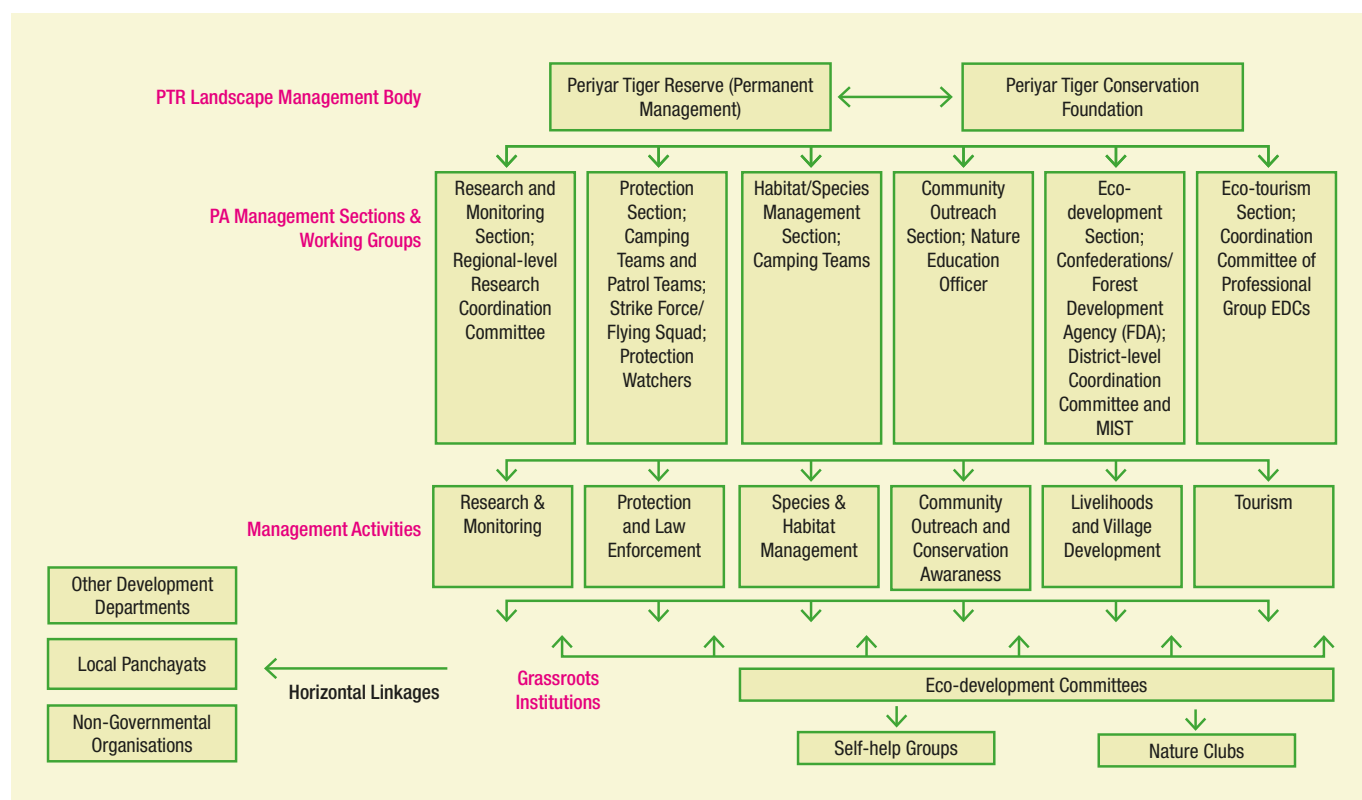 PTR Landscape Management Body
Periyar Tiger Reserve (Permanent
Management)
Periyar Tiger Conservation
Foundation
PA Management Sections &
Working Groups
Research and
Monitoring
Section;
Regional-level
Research
Coordination
Committee
Protection
Section;
Camping
Teams and
Patrol Teams;
Strike Force/
Flying Squad;
Protection
Watchers
Habitat/Species
Management
Section;
Camping Teams
Community
Outreach
Section; Nature
Education
Officer
Eco-
development
Section;
Confederations/
Forest
Development
Agency (FDA);
District-level
Coordination
Committee and
MIST
Eco-tourism
Section;
Coordination
Committee of
Professional
Group EDCs
Management Activities
Research &
Monitoring
Protection
and Law
Enforcement
Species &
Habitat
Management
Community
Outreach and
Conservation
Awaraness
Livelihoods
and Village
Development
Tourism
Other Development
Departments
Local Panchayats
Non-Governmental
Organisations
Horizontal Linkages
Grassroots
Institutions
Eco-development Committees
Self-help Groups
Nature Clubs